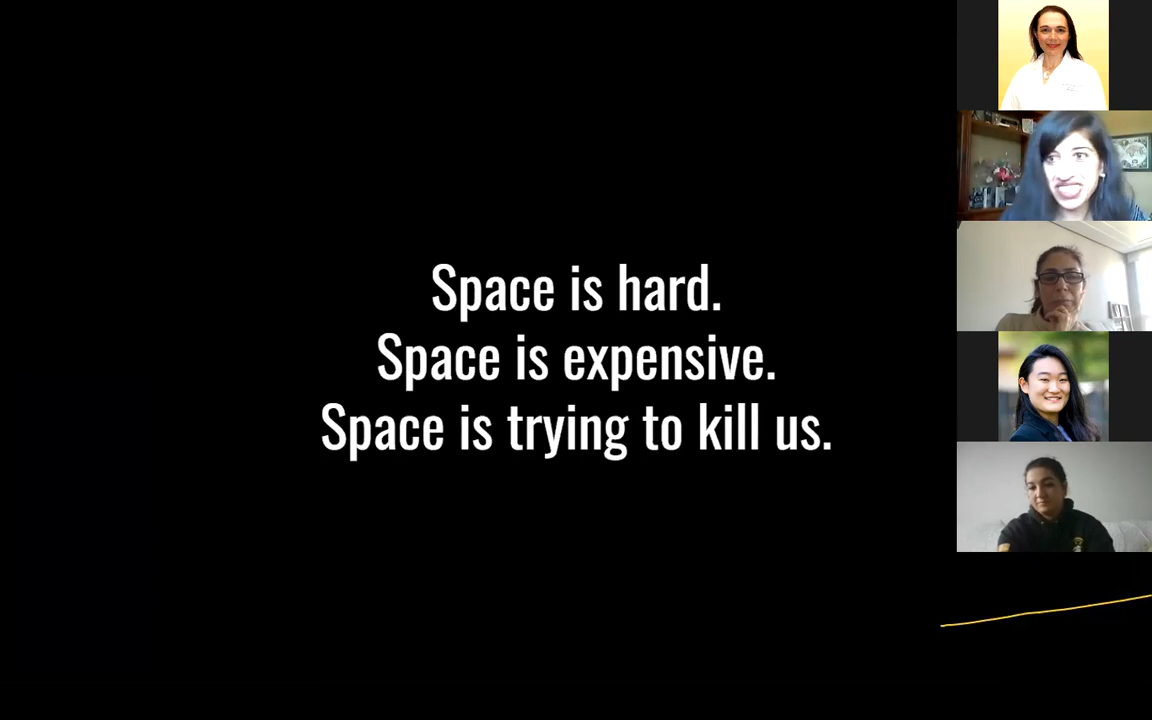 Space is hard.
Space is expensive.
Space is trying to kill us.